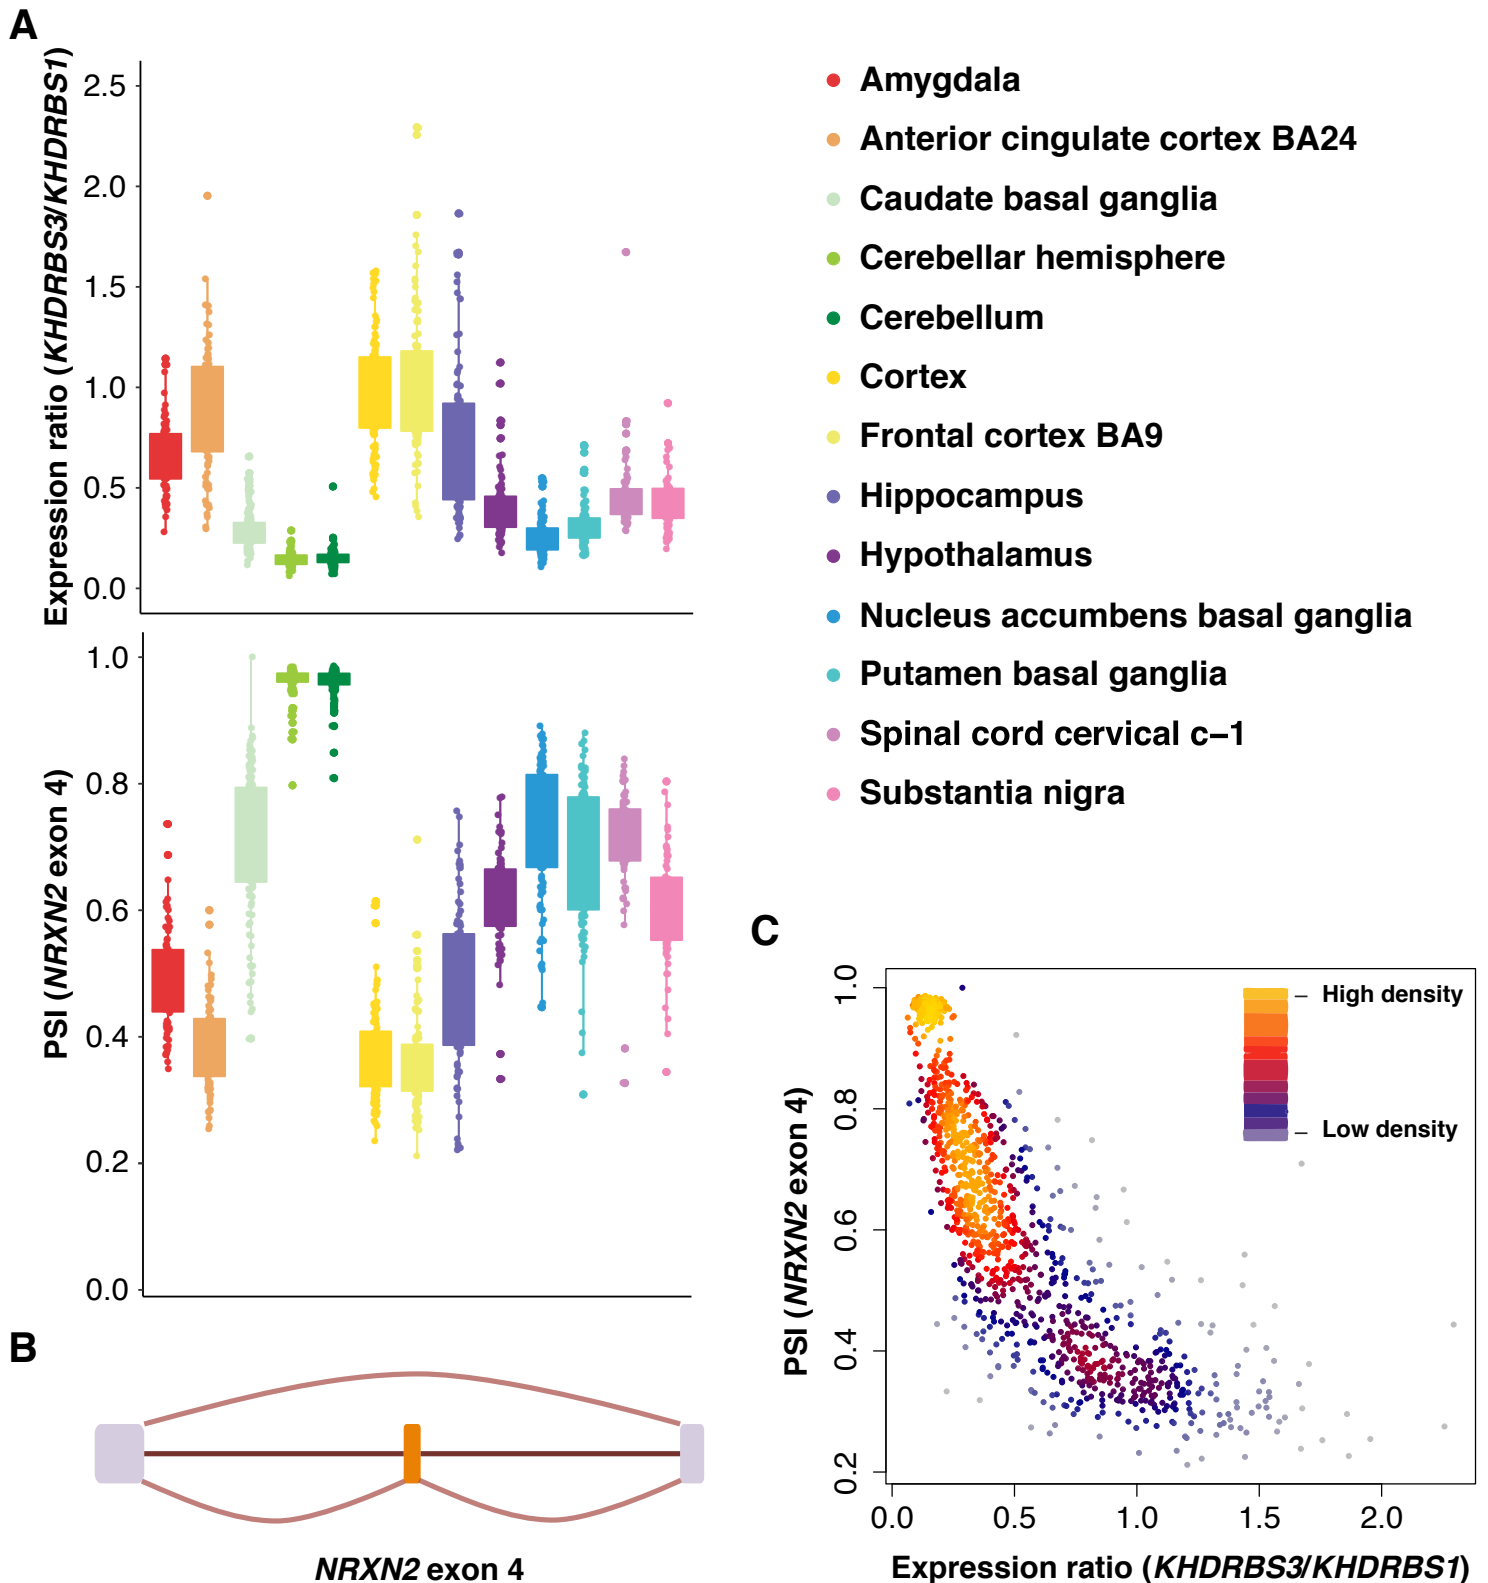 A
Expression ratio (KHDRBS3/KHDRBS1)
2.5
2.0
1.5
1.0
0.5
0.0
PSI (NRXN2 exon 4)
1.0
0.8
0.6
0.4
0.2
0.0
Amygdala
Anterior cingulate cortex BA24
Caudate basal ganglia
Cerebellar hemisphere
Cerebellum
Cortex
Frontal cortex BA9
Hippocampus
Hypothalamus
Nucleus accumbens basal ganglia
Putamen basal ganglia
Spinal cord cervical c–1
Substantia nigra
B
NRXN2 exon 4
C
PSI (NRXN2 exon 4)
1.0
0.8
0.6
0.4
0.2
High density
Low density
0.0 0.5 1.0 1.5 2.0
Expression ratio (KHDRBS3/KHDRBS1)